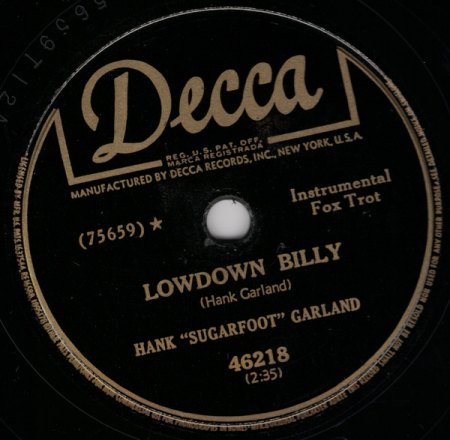 Decca
REG. U.S. PAT. OFF.
MARCA REGISTRADA
MANUFACTURED BY DECCA RECORDS, INC., NEW YORK, U.S.A.
Instrumental
Fox Trot
(75659) ★
LOWDOWN BILLY
(Hank Garland)
HANK "SUGARFOOT" GARLAND
46218
(2:35)